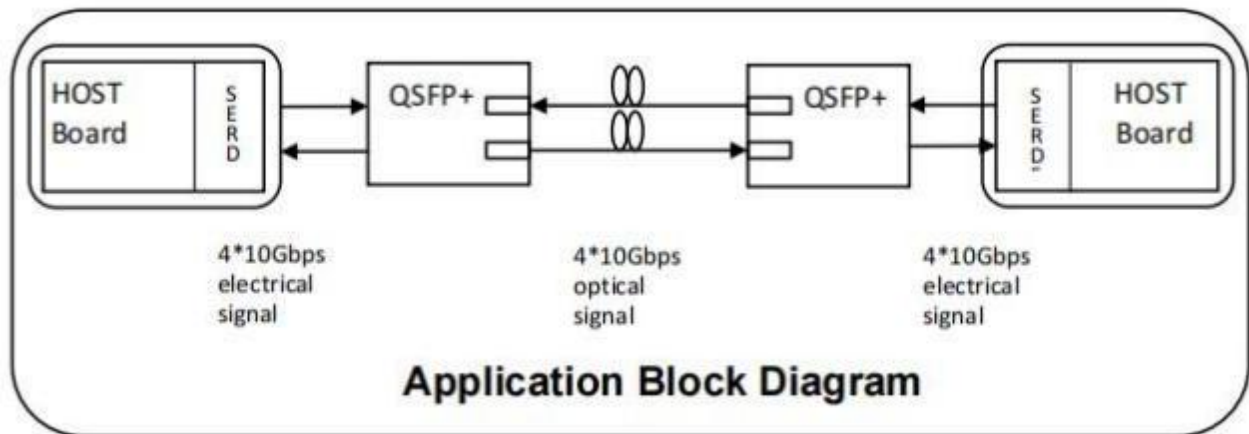 HOST
Board
S
E
R
D
QSFP+
QSFP+
S
E
R
D
HOST
Board
4*10Gbps
electrical
signal
4*10Gbps
optical
signal
4*10Gbps
electrical
signal
Application Block Diagram